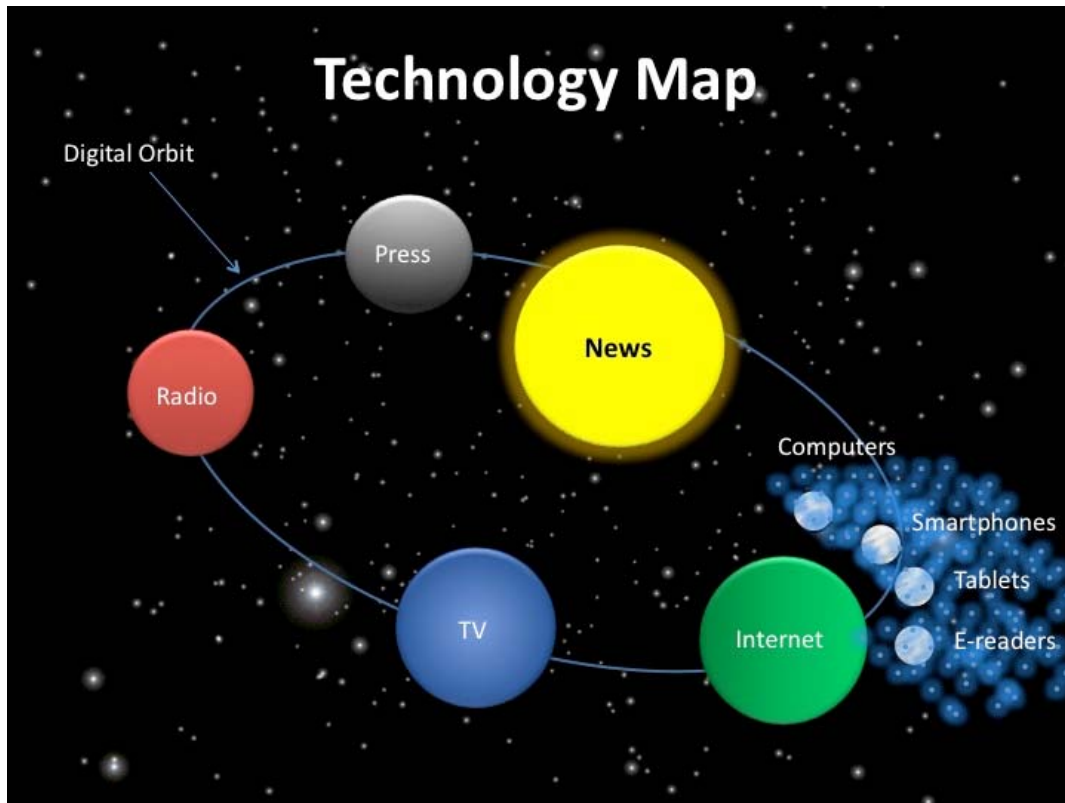 Technology Map
Digital Orbit
Press
News
Radio
Computers
Smartphones
Tablets
TV
Internet
E-readers